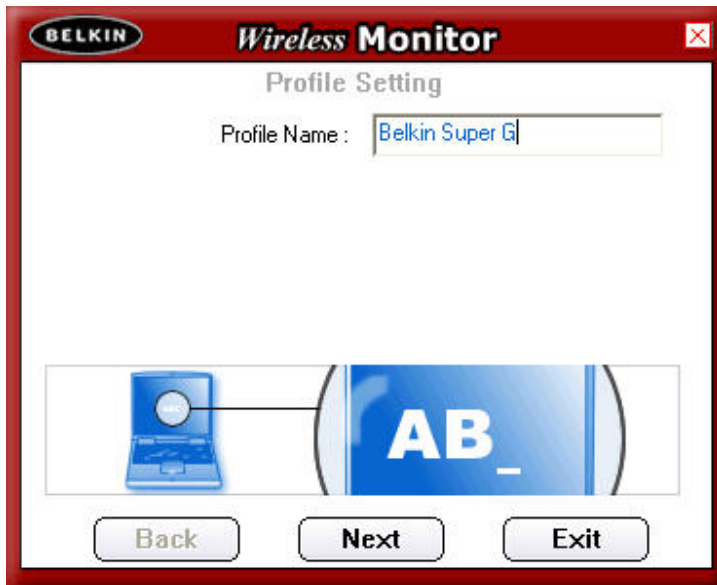 BELKIN
Wireless Monitor
Profile Setting
Profile Name : Belkin Super G
AB_
Back Next Exit